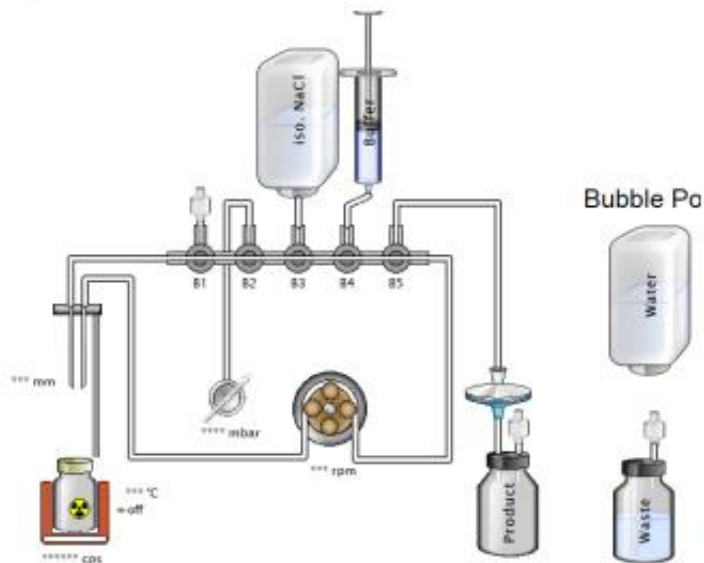 iso. NaCl
Buffer
Bubble Po
Water
B1 B2 B3 B4 B5
*** mm
**** mbar
*** rpm
*** °C
=off
****** cps
Product
Waste